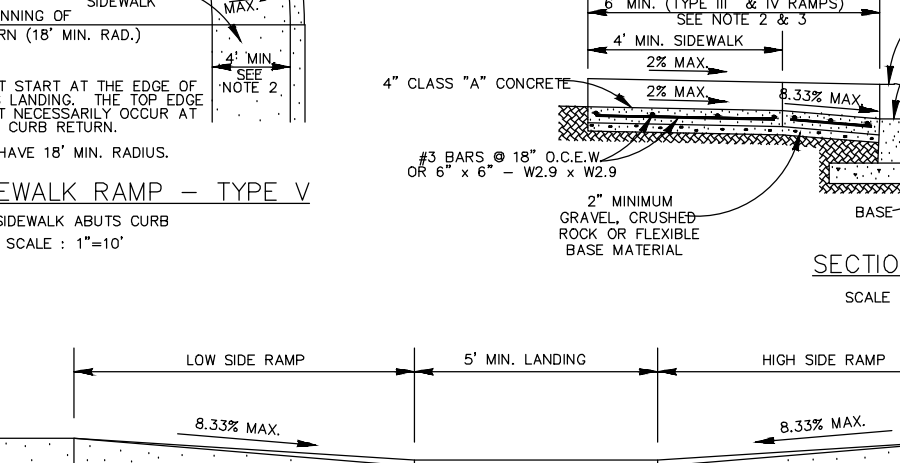 SIDEWALK
MAX.
NNING OF
RN (18' MIN. RAD.)
4' MIN.
SEE
NOTE 2
T START AT THE EDGE OF
LANDING. THE TOP EDGE
T NECESSARILY OCCUR AT
CURB RETURN.
HAVE 18' MIN. RADIUS.
EWALK RAMP – TYPE V
SIDEWALK ABUTS CURB
SCALE : 1"=10'
6' MIN. (TYPE III & IV RAMPS)
SEE NOTE 2 & 3
4' MIN. SIDEWALK
2% MAX.
4" CLASS "A" CONCRETE
2% MAX.
8.33% MAX.
#3 BARS @ 18" O.C.E.W.
OR 6" x 6" – W2.9 x W2.9
2" MINIMUM
GRAVEL, CRUSHED
ROCK OR FLEXIBLE
BASE MATERIAL
BASE
SECTIO
SCALE
LOW SIDE RAMP
5' MIN. LANDING
HIGH SIDE RAMP
8.33% MAX.
8.33% MAX.